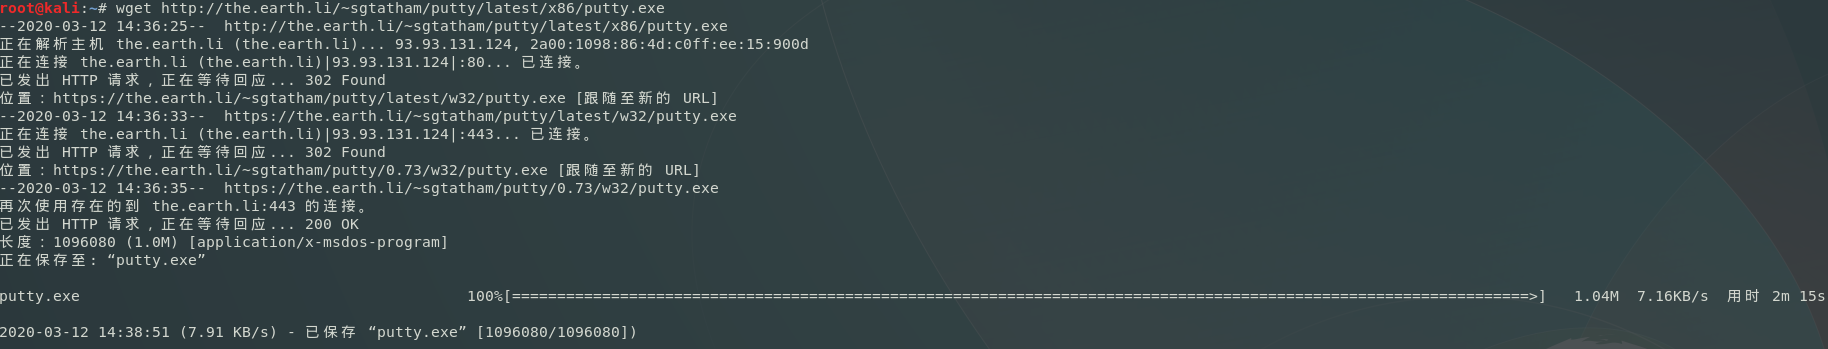 root@kali:~# wget http://the.earth.li/~sgtatham/putty/latest/x86/putty.exe
--2020-03-12 14:36:25--  http://the.earth.li/~sgtatham/putty/latest/x86/putty.exe
正在解析主机 the.earth.li (the.earth.li)... 93.93.131.124, 2a00:1098:86:4d:c0ff:ee:15:900d
正在连接 the.earth.li (the.earth.li)|93.93.131.124|:80... 已连接。
已发出 HTTP 请求，正在等待回应... 302 Found
位置：https://the.earth.li/~sgtatham/putty/latest/w32/putty.exe [跟随至新的 URL]
--2020-03-12 14:36:33--  https://the.earth.li/~sgtatham/putty/latest/w32/putty.exe
正在连接 the.earth.li (the.earth.li)|93.93.131.124|:443... 已连接。
已发出 HTTP 请求，正在等待回应... 302 Found
位置：https://the.earth.li/~sgtatham/putty/0.73/w32/putty.exe [跟随至新的 URL]
--2020-03-12 14:36:35--  https://the.earth.li/~sgtatham/putty/0.73/w32/putty.exe
再次使用存在的到 the.earth.li:443 的连接。
已发出 HTTP 请求，正在等待回应... 200 OK
长度：1096080 (1.0M) [application/x-msdos-program]
正在保存至: “putty.exe”
putty.exe 100%[=================================================================================================================>] 1.04M 7.16KB/s 用时 2m 15s
2020-03-12 14:38:51 (7.91 KB/s) - 已保存 “putty.exe” [1096080/1096080])